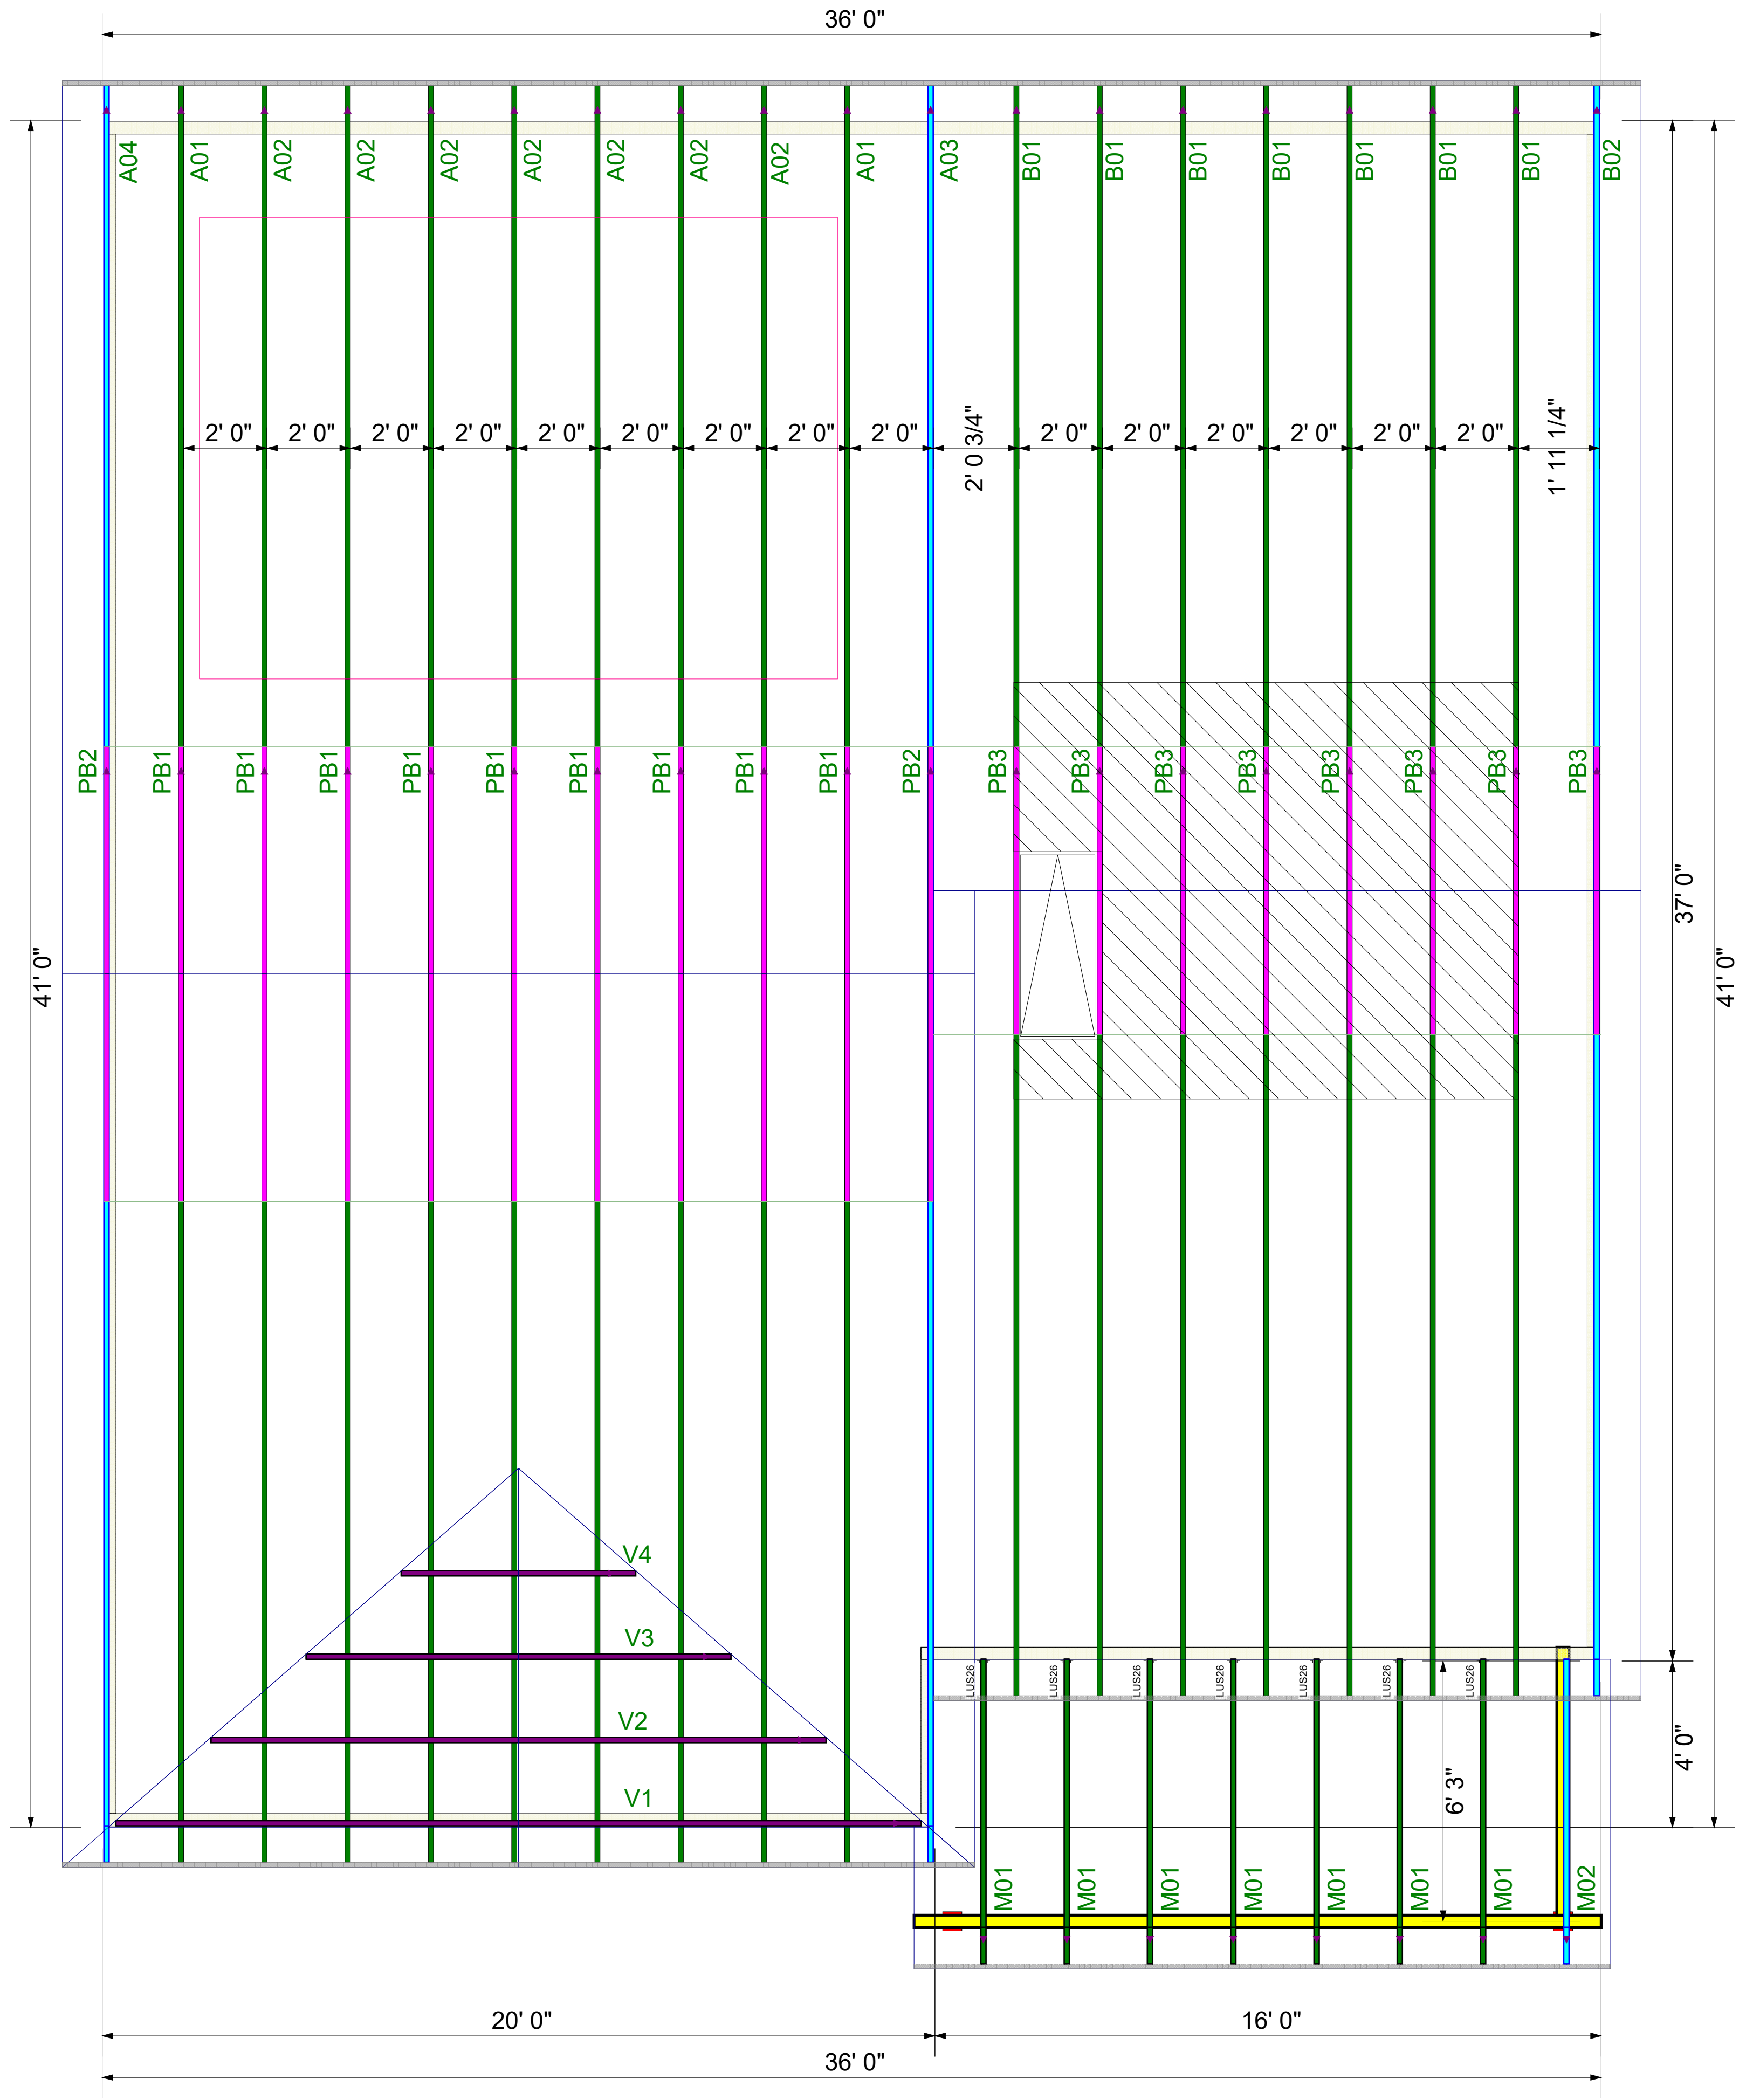 36' 0"
A04 A01 A02 A02 A02 A02 A02 A02 A02 A01 A03 B01 B01 B01 B01 B01 B01 B01 B02
2' 0" 2' 0" 2' 0" 2' 0" 2' 0" 2' 0" 2' 0" 2' 0" 2' 0" 2' 0 3/4" 2' 0" 2' 0" 2' 0" 2' 0" 2' 0" 2' 0" 1' 11 1/4"
PB2 PB1 PB1 PB1 PB1 PB1 PB1 PB1 PB1 PB1 PB2 PB3 PB3 PB3 PB3 PB3 PB3 PB3 PB3
41' 0" 37' 0" 41' 0"
V4
V3
LUS26 LUS26 LUS26 LUS26 LUS26 LUS26 LUS26
V2
4' 0"
6' 3"
V1
M01 M01 M01 M01 M01 M01 M01 M02
20' 0" 16' 0"
36' 0"